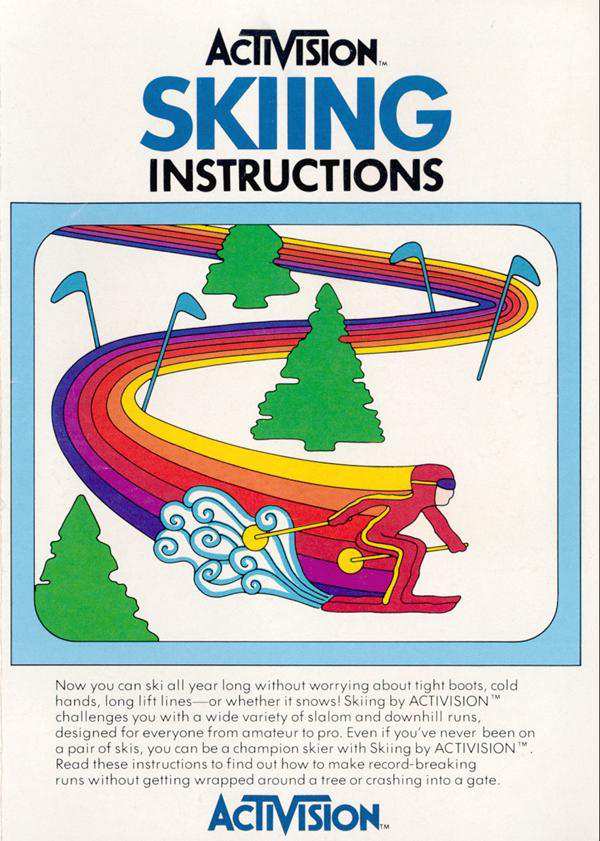 ACTIVISION™
SKIING
INSTRUCTIONS
Now you can ski all year long without worrying about tight boots, cold
hands, long lift lines—or whether it snows! Skiing by ACTIVISION™
challenges you with a wide variety of slalom and downhill runs,
designed for everyone from amateur to pro. Even if you've never been on
a pair of skis, you can be a champion skier with Skiing by ACTIVISION™.
Read these instructions to find out how to make record-breaking
runs without getting wrapped around a tree or crashing into a gate.
ACTIVISION™